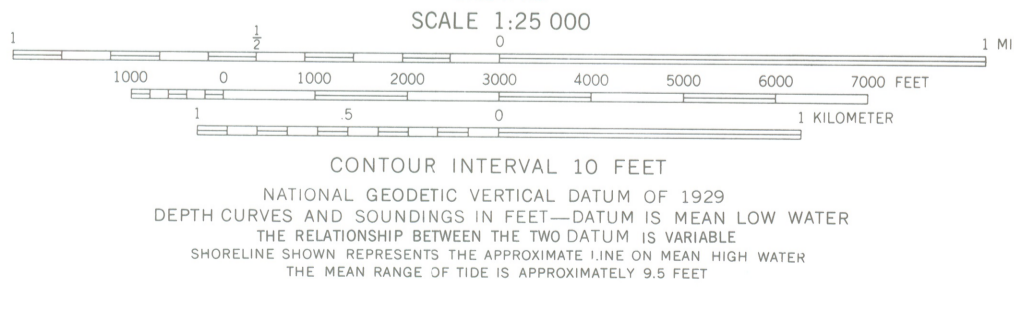 SCALE 1:25 000
1 1/2 0 1 MI
1000 0 1000 2000 3000 4000 5000 6000 7000 FEET
1 .5 0 1 KILOMETER
CONTOUR INTERVAL 10 FEET
NATIONAL GEODETIC VERTICAL DATUM OF 1929
DEPTH CURVES AND SOUNDINGS IN FEET—DATUM IS MEAN LOW WATER
THE RELATIONSHIP BETWEEN THE TWO DATUM IS VARIABLE
SHORELINE SHOWN REPRESENTS THE APPROXIMATE LINE ON MEAN HIGH WATER
THE MEAN RANGE OF TIDE IS APPROXIMATELY 9.5 FEET